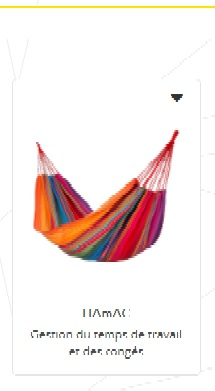 HAmAC
Gestion du temps de travail
et des congés